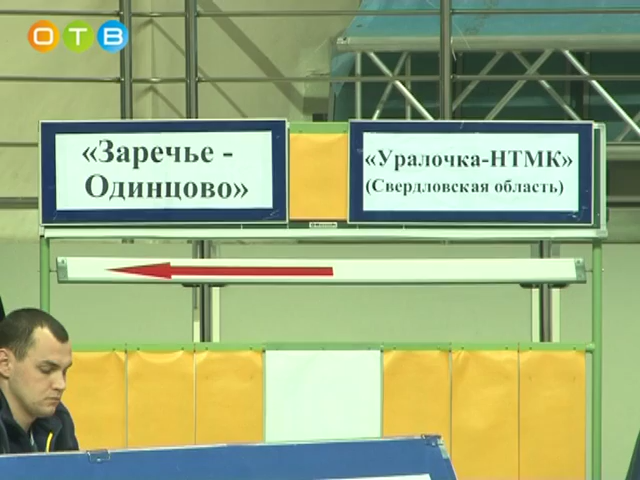 ОТВ
«Заречье -
Одинцово»
«Уралочка-НТМК»
(Свердловская область)